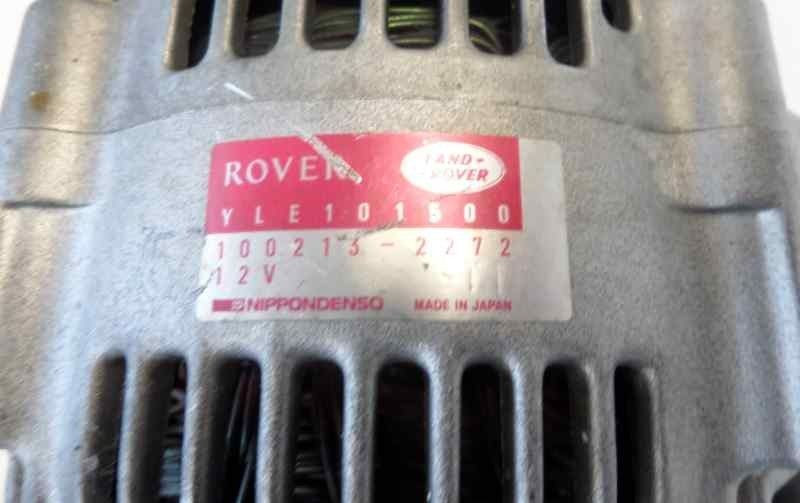 ROVER
LAND-
ROVER
YLE101500
100213-2272
12V
NIPPONDENSO MADE IN JAPAN